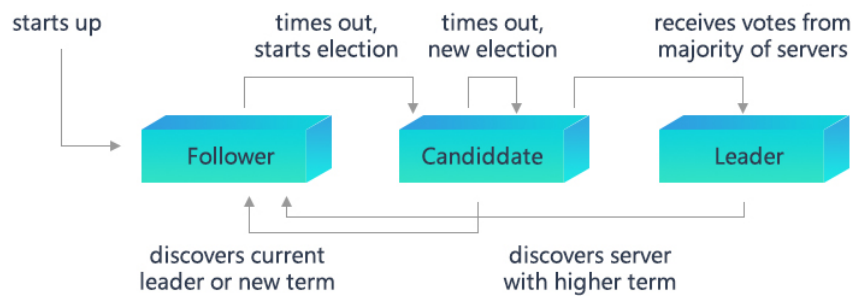 starts up
times out,
starts election
times out,
new election
receives votes from
majority of servers
Follower
Candiddate
Leader
discovers current
leader or new term
discovers server
with higher term